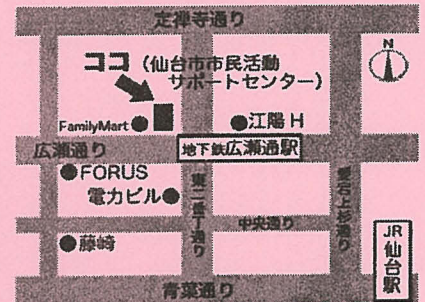 定禅寺通り
N
ココ(仙台市市民活動
サポートセンター)
FamilyMart
江陽H
広瀬通り
地下鉄広瀬通駅
FORUS
電力ビル
東二番丁通り
愛宕上杉通り
中央通り
藤崎
JR
仙台駅
青葉通り